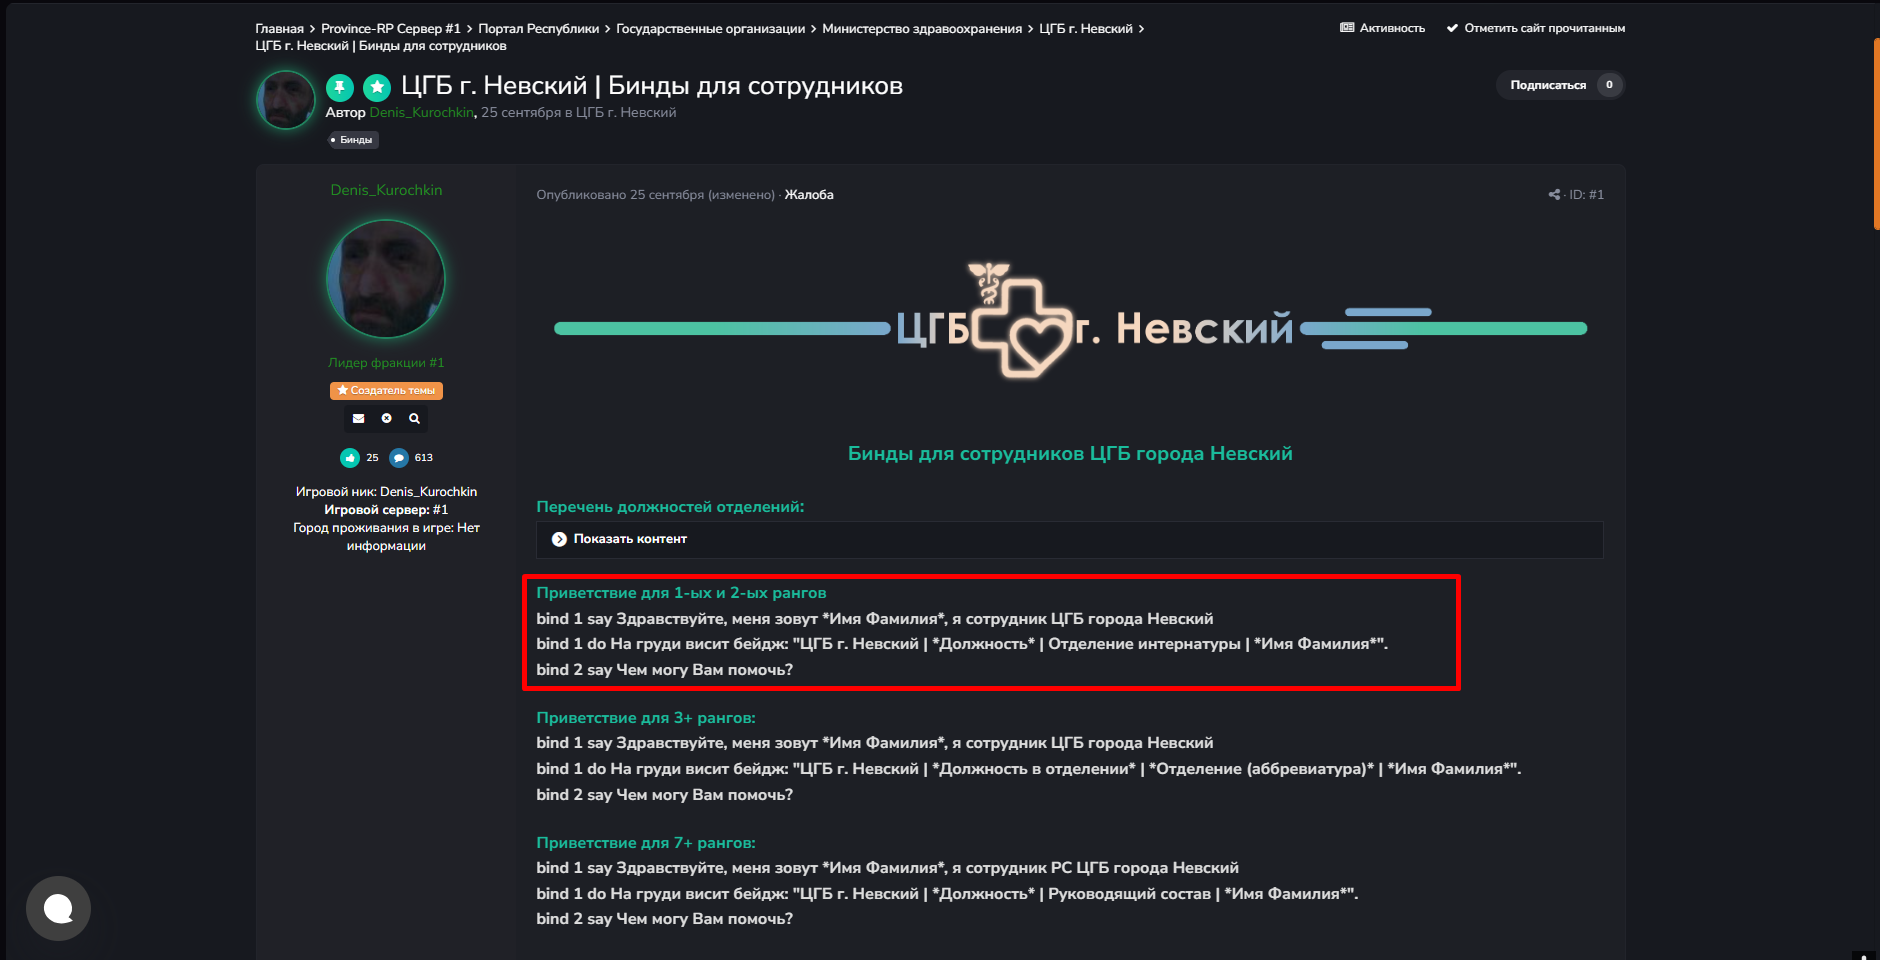 Главная > Province-RP Сервер #1 > Портал Республики > Государственные организации > Министерство здравоохранения > ЦГБ г. Невский >
ЦГБ г. Невский | Бинды для сотрудников
Активность
Отметить сайт прочитанным
ЦГБ г. Невский | Бинды для сотрудников
Автор Denis_Kurochkin, 25 сентября в ЦГБ г. Невский
Бинды
Подписаться 0
Denis_Kurochkin
Лидер фракции #1
Создатель темы
25 613
Игровой ник: Denis_Kurochkin
Игровой сервер: #1
Город проживания в игре: Нет
информации
Опубликовано 25 сентября (изменено) · Жалоба
· ID: #1
ЦГБ г. Невский
Бинды для сотрудников ЦГБ города Невский
Перечень должностей отделений:
Показать контент
Приветствие для 1-ых и 2-ых рангов
bind 1 say Здравствуйте, меня зовут *Имя Фамилия*, я сотрудник ЦГБ города Невский
bind 1 do На груди висит бейдж: "ЦГБ г. Невский | *Должность* | Отделение интернатуры | *Имя Фамилия*".
bind 2 say Чем могу Вам помочь?
Приветствие для 3+ рангов:
bind 1 say Здравствуйте, меня зовут *Имя Фамилия*, я сотрудник ЦГБ города Невский
bind 1 do На груди висит бейдж: "ЦГБ г. Невский | *Должность в отделении* | *Отделение (аббревиатура)* | *Имя Фамилия*".
bind 2 say Чем могу Вам помочь?
Приветствие для 7+ рангов:
bind 1 say Здравствуйте, меня зовут *Имя Фамилия*, я сотрудник РС ЦГБ города Невский
bind 1 do На груди висит бейдж: "ЦГБ г. Невский | *Должность* | Руководящий состав | *Имя Фамилия*".
bind 2 say Чем могу Вам помочь?